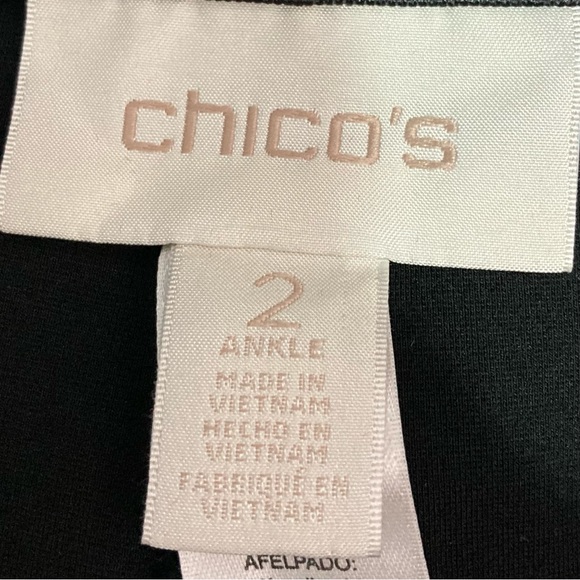 chico's
2
ANKLE
MADE IN
VIETNAM
HECHO EN
VIETNAM
FABRIQUÉ EN
VIETNAM
AFELPADO: